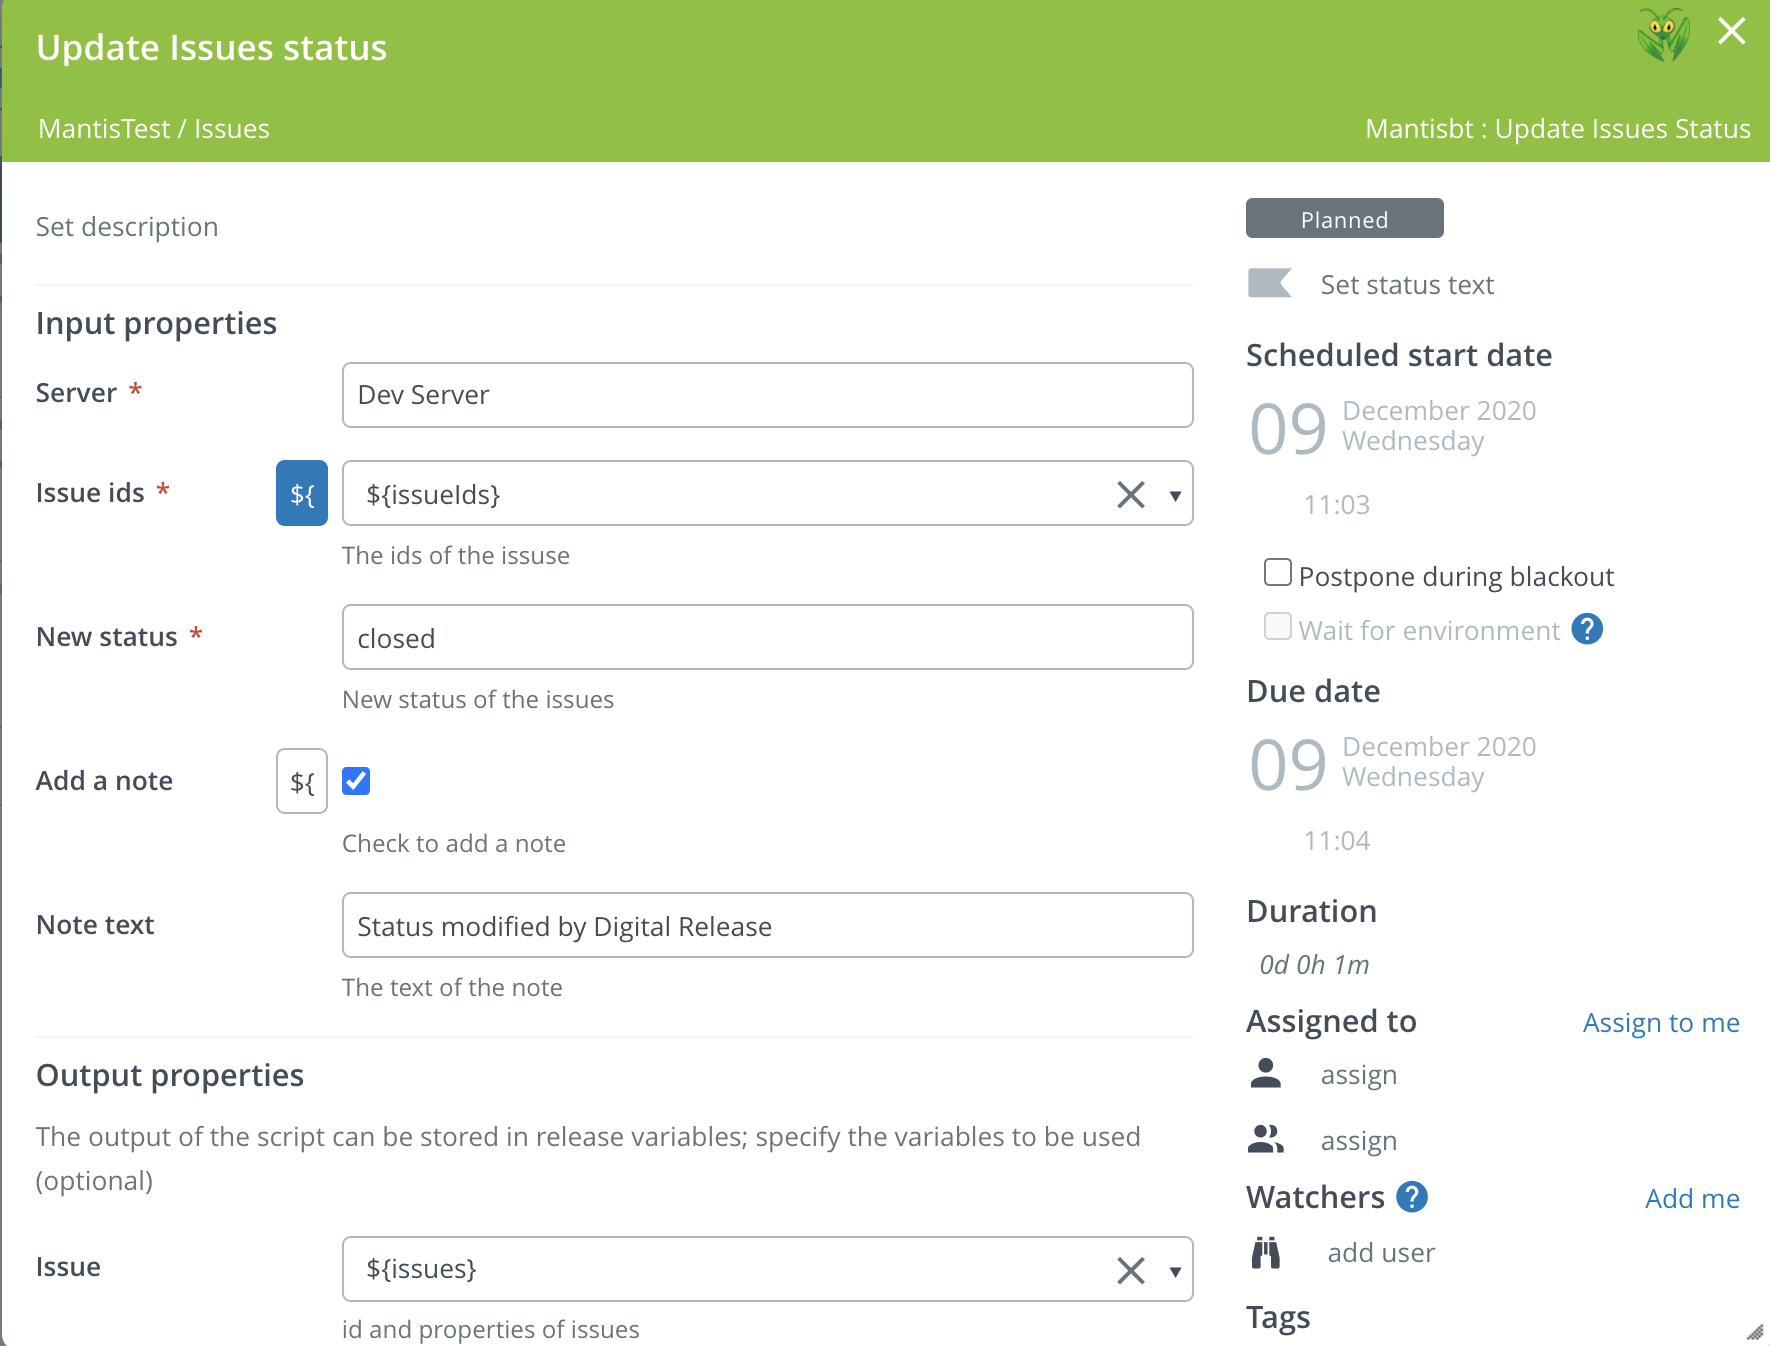 Update Issues status
MantisTest / Issues
Mantisbt : Update Issues Status
Set description
Input properties
Server *
Dev Server
Issue ids *
${
${issueIds}
The ids of the issuse
New status *
closed
New status of the issues
Add a note
${
Check to add a note
Note text
Status modified by Digital Release
The text of the note
Output properties
The output of the script can be stored in release variables; specify the variables to be used
(optional)
Issue
${issues}
id and properties of issues
Planned
Set status text
Scheduled start date
09
December 2020
Wednesday
11:03
Postpone during blackout
Wait for environment ?
Due date
09
December 2020
Wednesday
11:04
Duration
0d 0h 1m
Assigned to
Assign to me
assign
assign
Watchers ?
Add me
add user
Tags